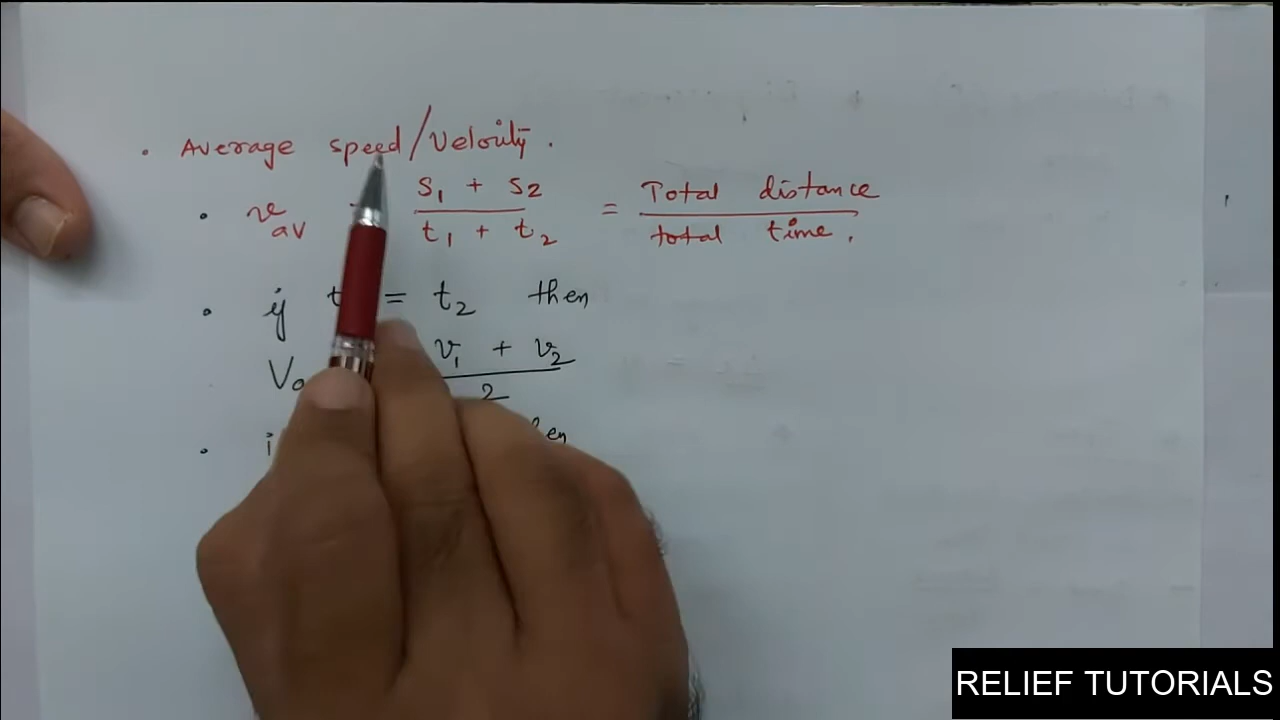 . Average speed/velocity.
. v av = S1 + S2 / t1 + t2 = Total distance / total time.
. if t = t2 then
v1 + v2 / 2
.
RELIEF TUTORIALS